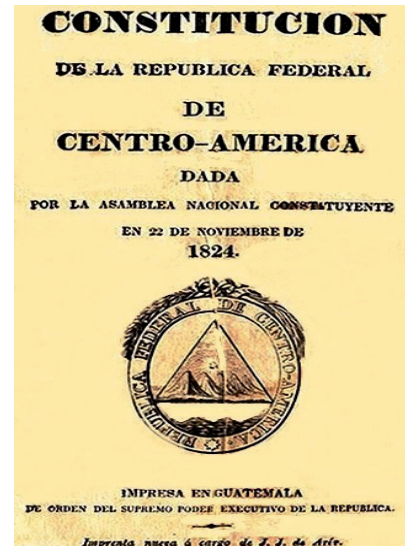 CONSTITUCION
DE LA REPUBLICA FEDERAL
DE
CENTRO-AMERICA
DADA
POR LA ASAMBLEA NACIONAL CONSTITUYENTE
EN 22 DE NOVIEMBRE DE
1824.
REPUBLICA FEDERAL DE CENTRO-AMERICA.
IMPRESA EN GUATEMALA
DE ORDEN DEL SUPREMO PODER EXECUTIVO DE LA REPUBLICA.
Imprenta nueva á cargo de J. J. de